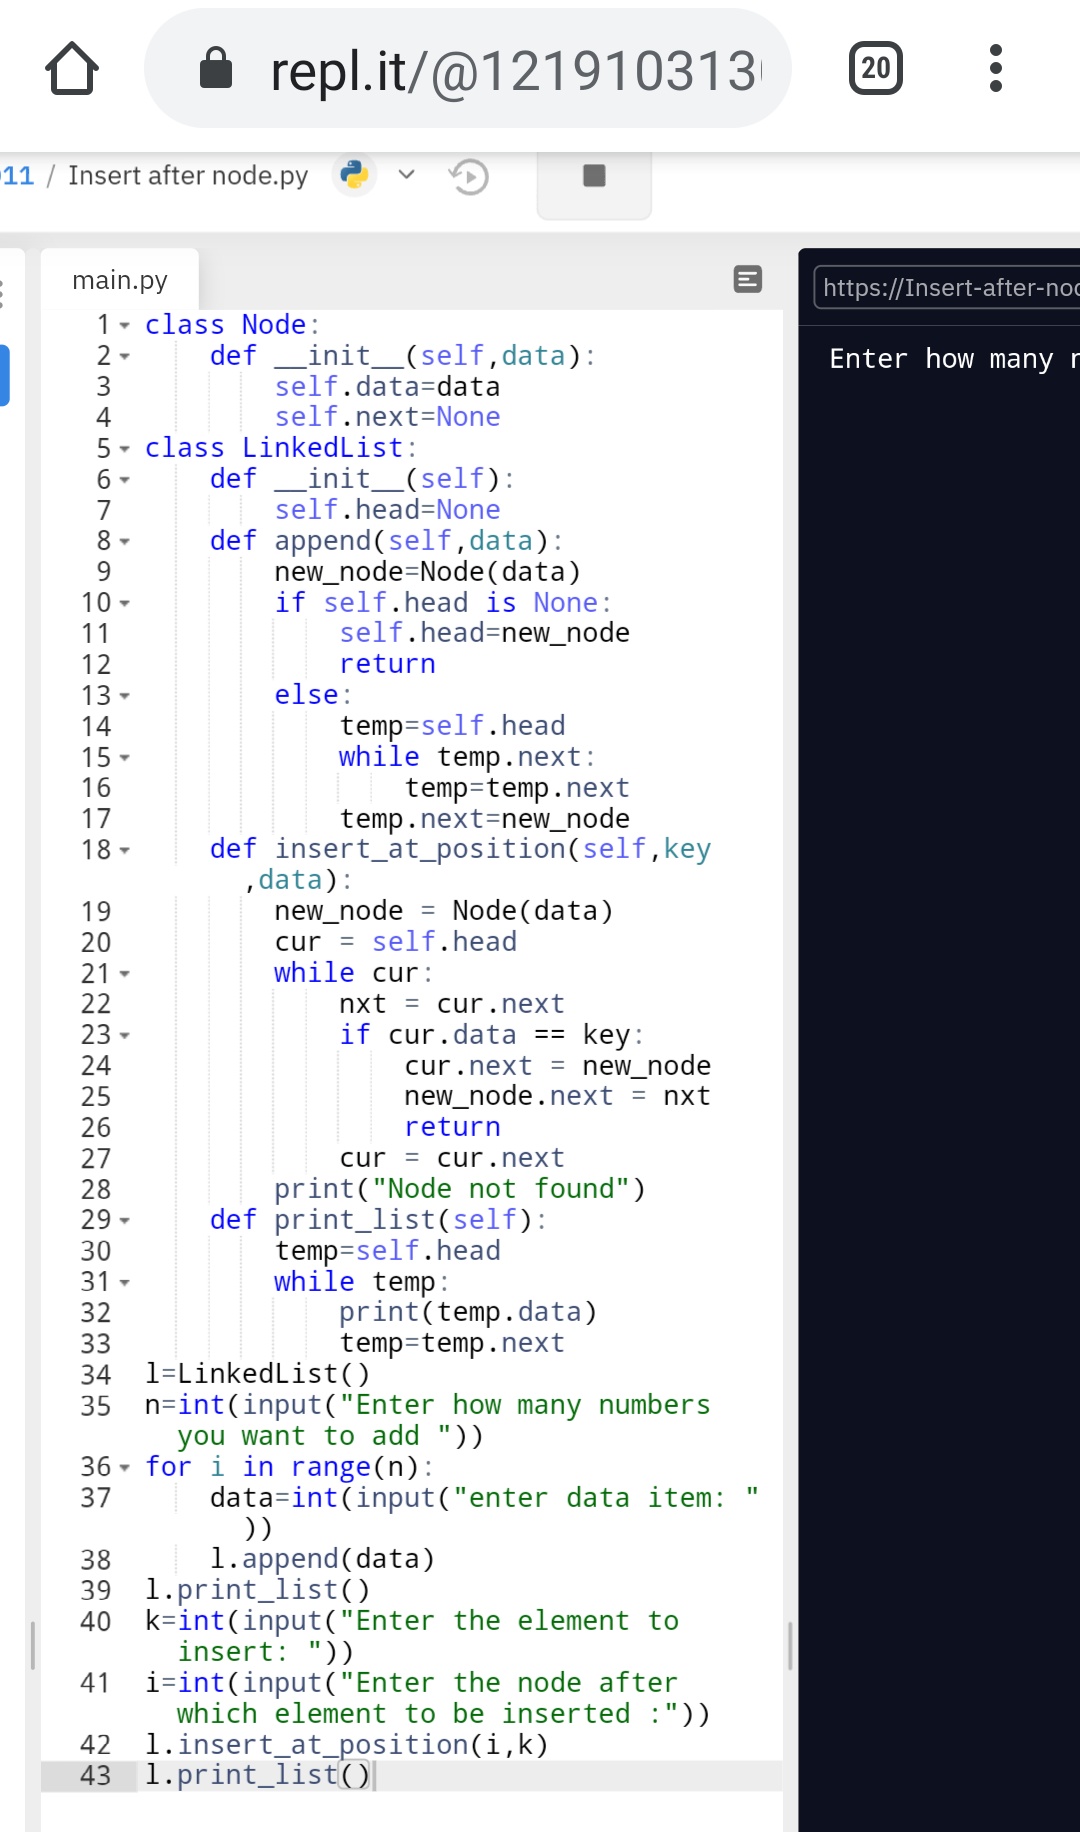 repl.it/@121910313
20
11 / Insert after node.py
main.py
https://Insert-after-noc
Enter how many
1 class Node:
2     def __init__(self,data):
3         self.data=data
4         self.next=None
5 class LinkedList:
6     def __init__(self):
7         self.head=None
8     def append(self,data):
9         new_node=Node(data)
10         if self.head is None:
11             self.head=new_node
12             return
13         else:
14             temp=self.head
15             while temp.next:
16                 temp=temp.next
17             temp.next=new_node
18     def insert_at_position(self,key
,data):
19         new_node = Node(data)
20         cur = self.head
21         while cur:
22             nxt = cur.next
23             if cur.data == key:
24                 cur.next = new_node
25                 new_node.next = nxt
26                 return
27             cur = cur.next
28         print("Node not found")
29     def print_list(self):
30         temp=self.head
31         while temp:
32             print(temp.data)
33             temp=temp.next
34 l=LinkedList()
35 n=int(input("Enter how many numbers
you want to add "))
36 for i in range(n):
37     data=int(input("enter data item: "
))
38     l.append(data)
39 l.print_list()
40 k=int(input("Enter the element to
insert: "))
41 i=int(input("Enter the node after
which element to be inserted :"))
42 l.insert_at_position(i,k)
43 l.print_list()